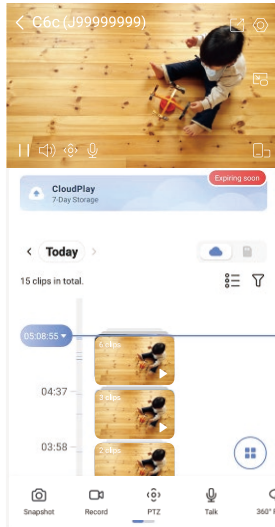 C6c (J99999999)
Expiring soon
CloudPlay
7-Day Storage
Today
15 clips in total.
05:08:55
6 clips
04:37
3 clips
03:58
2 clips
Snapshot
Record
PTZ
Talk
360°